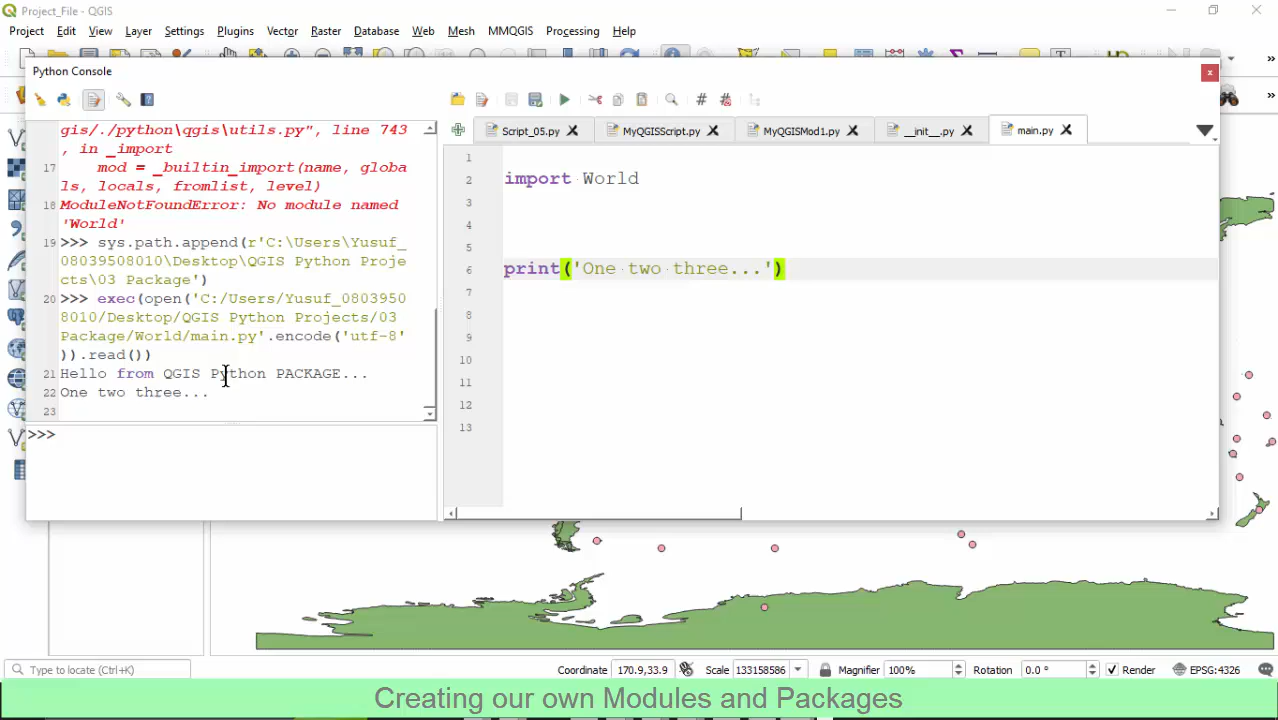 Project_File - QGIS
Project Edit View Layer Settings Plugins Vector Raster Database Web Mesh MMQGIS Processing Help
Python Console
Script_05.py MyQGISScript.py MyQGISMod1.py __init__.py main.py
gis/./python\qgis\utils.py", line 743
, in _import
17 mod = _builtin_import(name, globa
ls, locals, fromlist, level)
18 ModuleNotFoundError: No module named
'World'
19 >>> sys.path.append(r'C:\Users\Yusuf_
08039508010\Desktop\QGIS Python Proje
cts\03 Package')
20 >>> exec(open('C:/Users/Yusuf_0803950
8010/Desktop/QGIS Python Projects/03
Package/World/main.py'.encode('utf-8'
)).read())
21 Hello from QGIS Python PACKAGE...
22 One two three...
23
>>>
1
2 import World
3
4
5
6 print('One two three...')
7
8
9
10
11
12
13
Type to locate (Ctrl+K) Coordinate 170.9,33.9 Scale 133158586 Magnifier 100% Rotation 0.0 ° Render EPSG:4326
Creating our own Modules and Packages